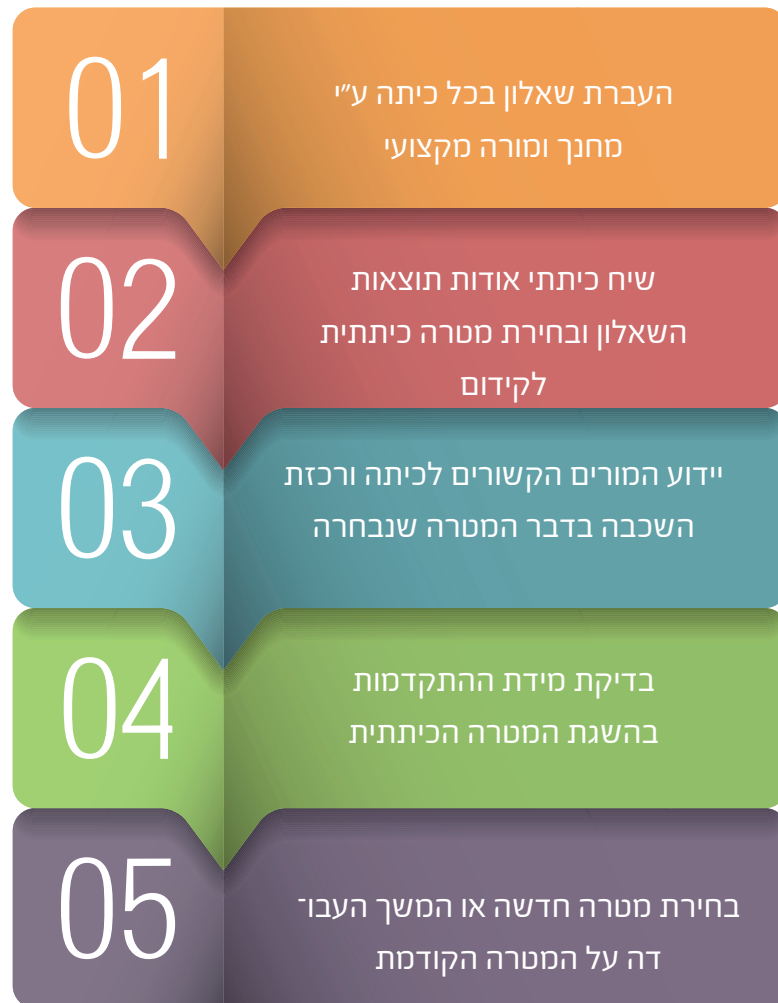 01
העברת שאלון בכל כיתה ע״י
מחנך ומורה מקצועי
02
שיח כיתתי אודות תוצאות
השאלון ובחירת מטרה כיתתית
לקידום
03
יידוע המורים הקשורים לכיתה ורכזת
השכבה בדבר המטרה שנבחרה
04
בדיקת מידת ההתקדמות
בהשגת המטרה הכיתתית
05
בחירת מטרה חדשה או המשך העבו־
דה על המטרה הקודמת